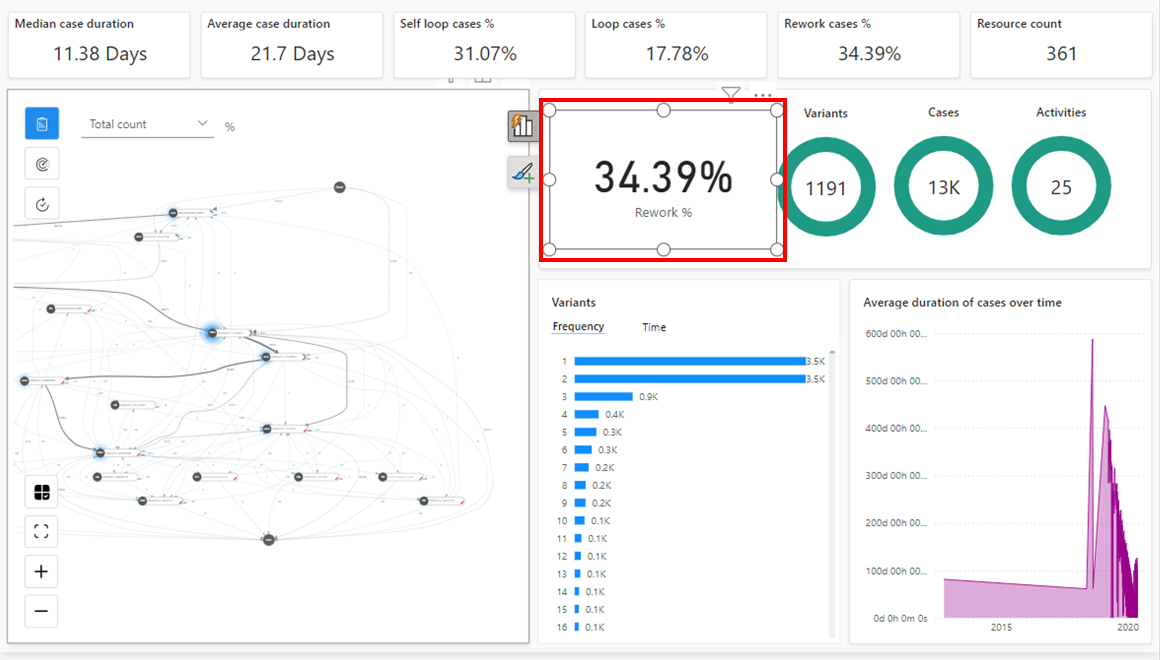 Median case duration
11.38 Days
Average case duration
21.7 Days
Self loop cases %
31.07%
Loop cases %
17.78%
Rework cases %
34.39%
Resource count
361
Total count
%
34.39%
Rework %
Variants
Cases
Activities
1191
13K
25
Variants
Frequency
Time
1 3.5K
2 3.5K
3 0.9K
4 0.4K
5 0.3K
6 0.3K
7 0.2K
8 0.2K
9 0.2K
10 0.1K
11 0.1K
12 0.1K
13 0.1K
14 0.1K
15 0.1K
16 0.1K
Average duration of cases over time
600d 00h 00...
500d 00h 00...
400d 00h 00...
300d 00h 00...
200d 00h 00...
100d 00h 00...
0d 0h 0m 0s
2015
2020